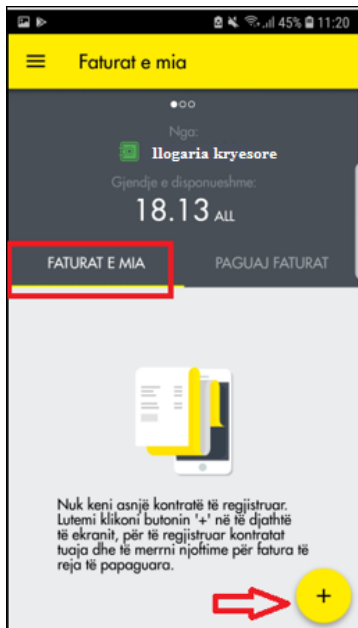 45% 11:20
Faturat e mia
Nga:
llogaria kryesore
Gjendje e disponueshme:
18.13 ALL
FATURAT E MIA
PAGUAJ FATURAT
Nuk keni asnjë kontratë të regjistruar.
Lutemi klikoni butonin '+' në të djathtë
të ekranit, për të regjistruar kontratat
tuaja dhe të merrni njoftime për fatura të
reja të papaguara.
+